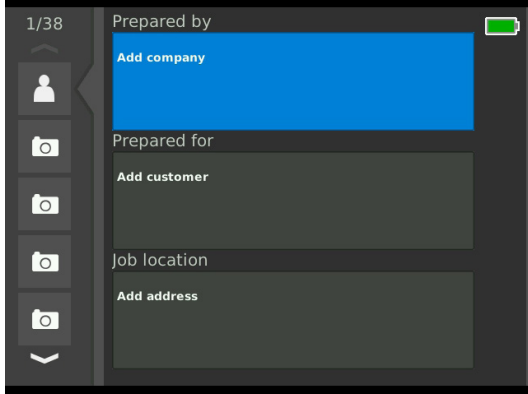 1/38
Prepared by
Add company
Prepared for
Add customer
Job location
Add address